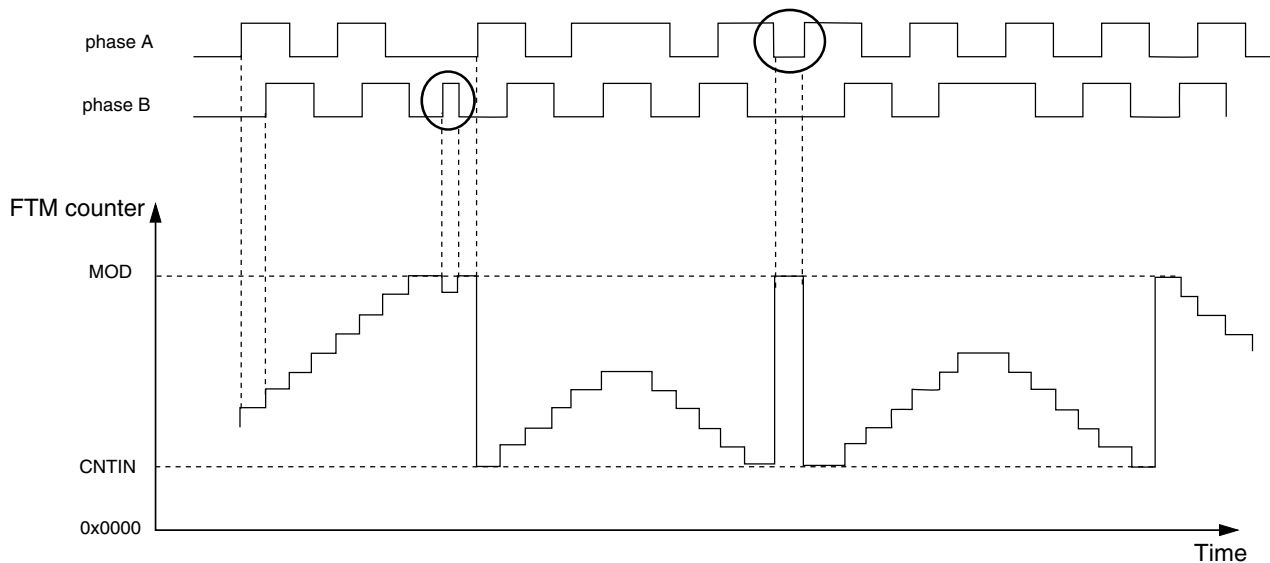 phase A
phase B
FTM counter
MOD
CNTIN
0x0000
Time